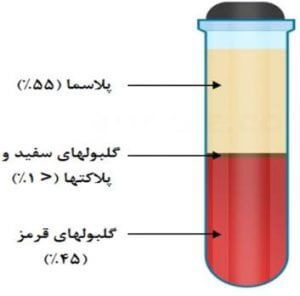 پلاسما (۵۵٪)
گلبولهای سفید و
پلاکتها (< ۱٪)
گلبولهای قرمز
(۴۵٪)